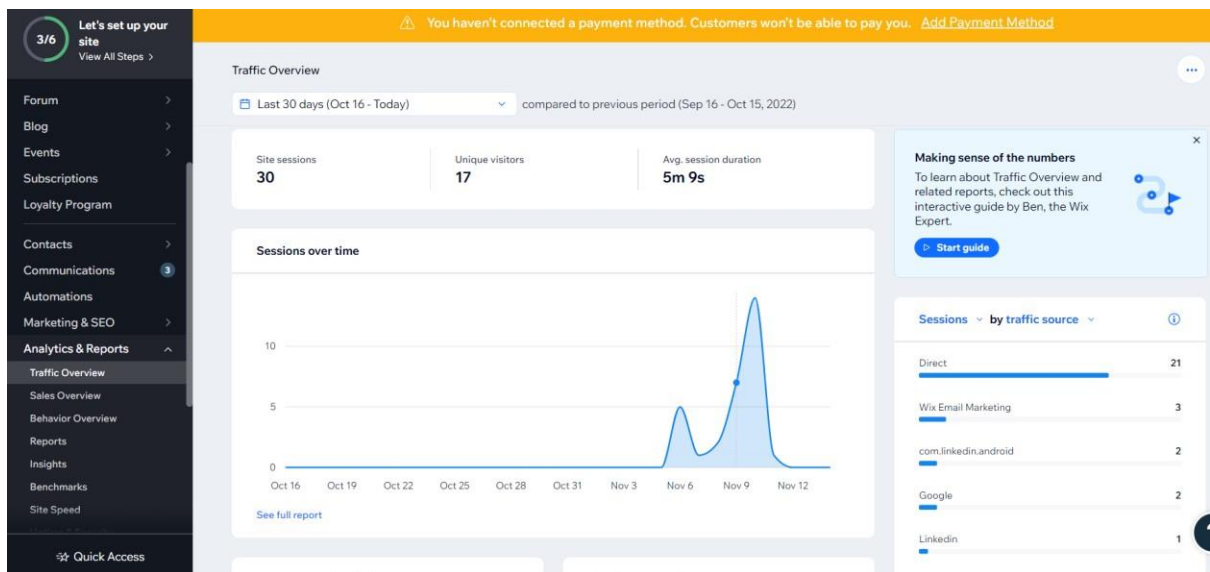 3/6
Let's set up your
site
View All Steps >
You haven't connected a payment method. Customers won't be able to pay you. Add Payment Method
Forum
Blog
Events
Subscriptions
Loyalty Program
Contacts
Communications 3
Automations
Marketing & SEO
Analytics & Reports
Traffic Overview
Sales Overview
Behavior Overview
Reports
Insights
Benchmarks
Site Speed
Quick Access
Traffic Overview
Last 30 days (Oct 16 - Today)
compared to previous period (Sep 16 - Oct 15, 2022)
Site sessions
30
Unique visitors
17
Avg. session duration
5m 9s
Sessions over time
10
5
0
Oct 16 Oct 19 Oct 22 Oct 25 Oct 28 Oct 31 Nov 3 Nov 6 Nov 9 Nov 12
See full report
Making sense of the numbers
To learn about Traffic Overview and
related reports, check out this
interactive guide by Ben, the Wix
Expert.
Start guide
Sessions by traffic source
Direct 21
Wix Email Marketing 3
com.linkedin.android 2
Google 2
Linkedin 1